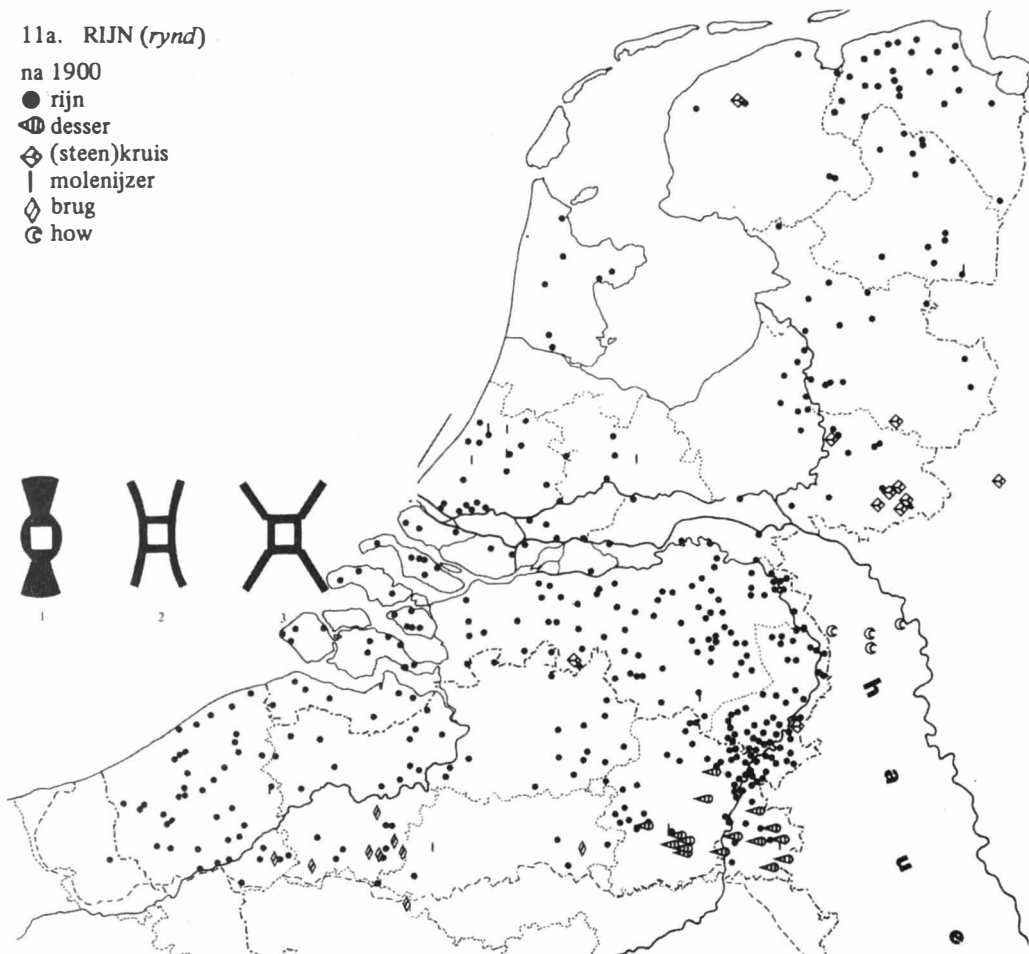 11a. RIJN (rynd)
na 1900
rijn
desser
(steen)kruis
molenijzer
brug
how
1
2
3
h
a
u
e